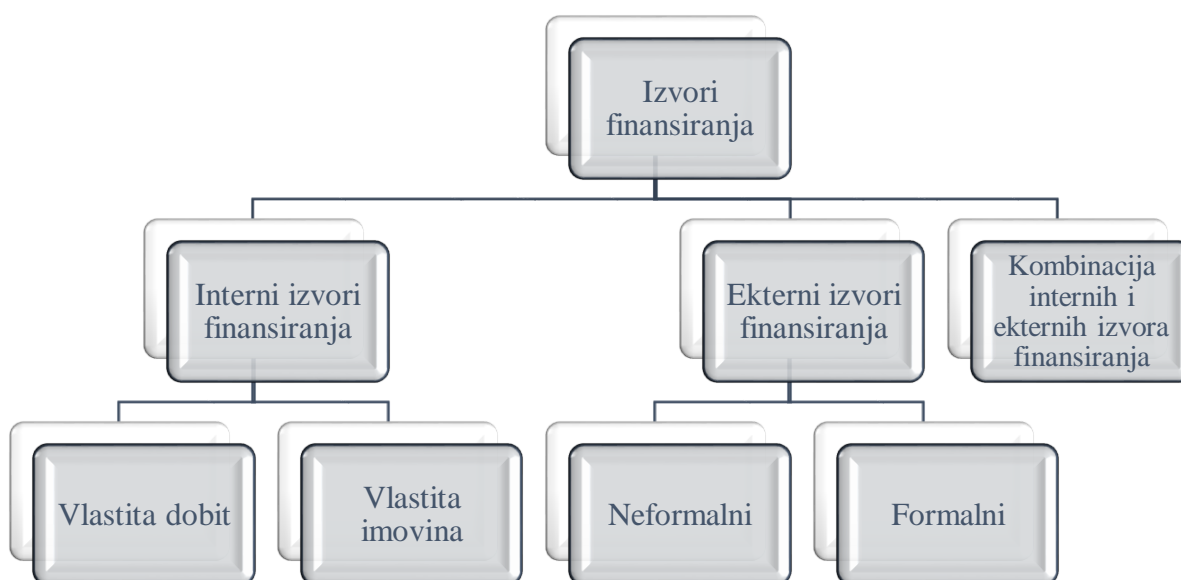 Izvori
finansiranja
Interni izvori
finansiranja
Ekterni izvori
finansiranja
Kombinacija
internih i
ekternih izvora
finansiranja
Vlastita dobit
Vlastita
imovina
Neformalni
Formalni